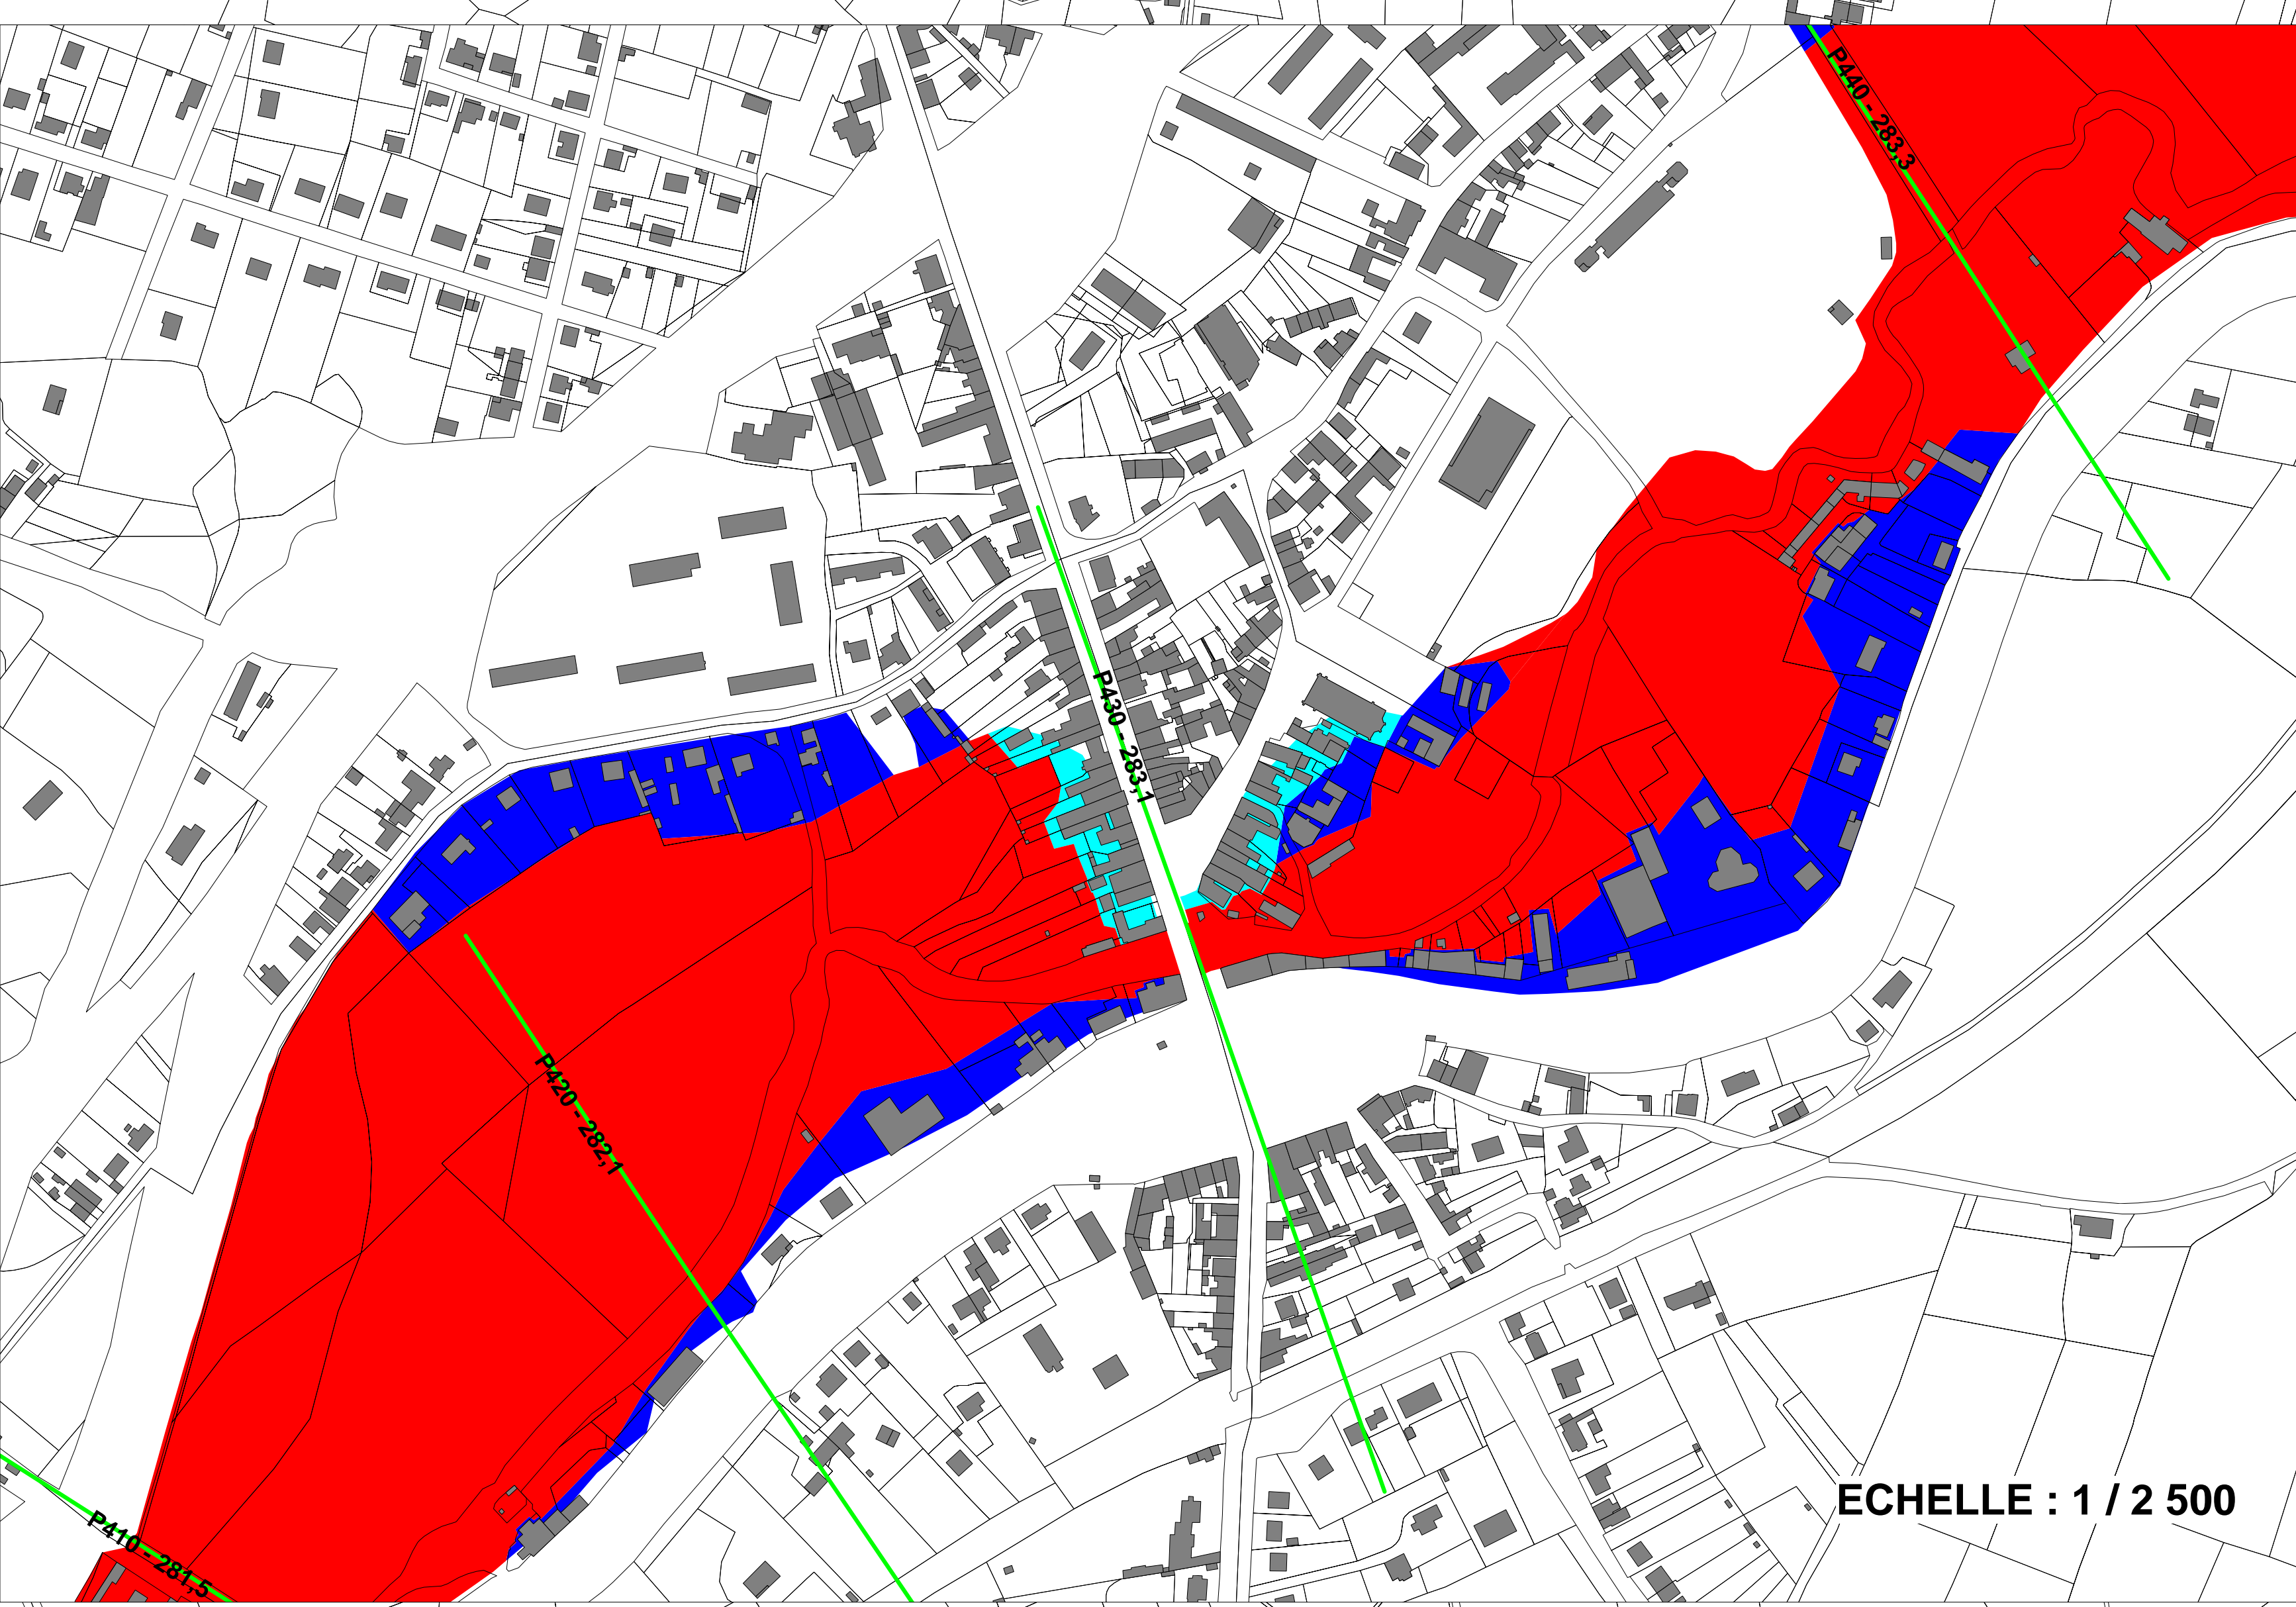 P440 - 283,3
P430 - 283,1
P420 - 282,1
P410 - 281,5
ECHELLE : 1 / 2 500